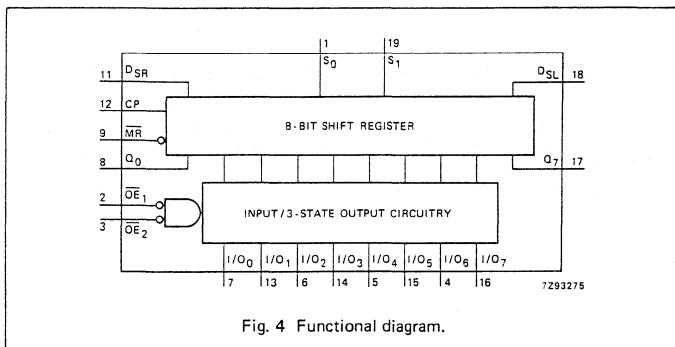 1 19
S0 S1
11 DSR DSL 18
12 CP
8-BIT SHIFT REGISTER
9 MR
8 Q0 Q7 17
2 OE1
INPUT/3-STATE OUTPUT CIRCUITRY
3 OE2
I/O0 I/O1 I/O2 I/O3 I/O4 I/O5 I/O6 I/O7
7 13 6 14 5 15 4 16
7Z93275
Fig. 4 Functional diagram.